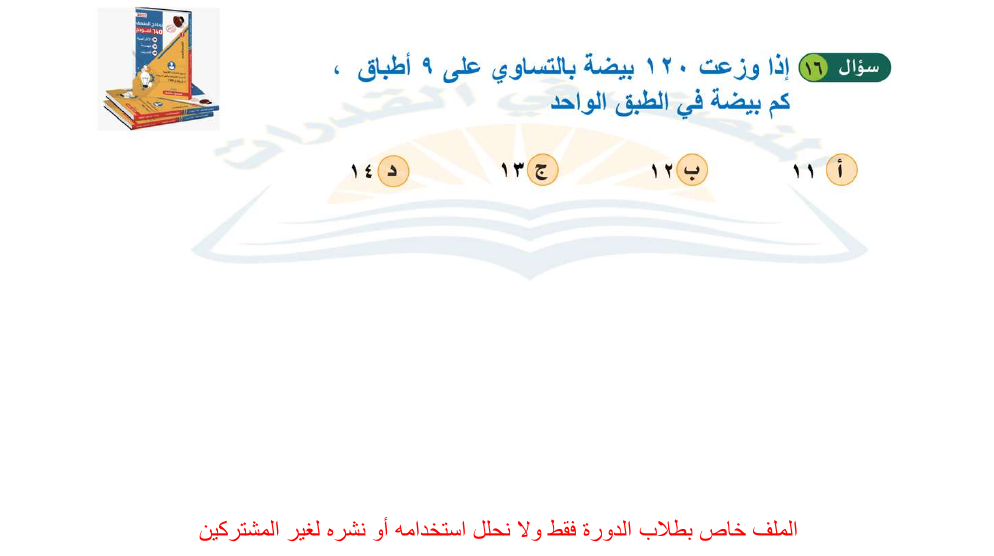 سؤال ١٦ إذا وزعت ١٢٠ بيضة بالتساوي على ٩ أطباق ،
كم بيضة في الطبق الواحد
أ ١١ ب ١٢ ج ١٣ د ١٤
الملف خاص بطلاب الدورة فقط ولا نحلل استخدامه أو نشره لغير المشتركين